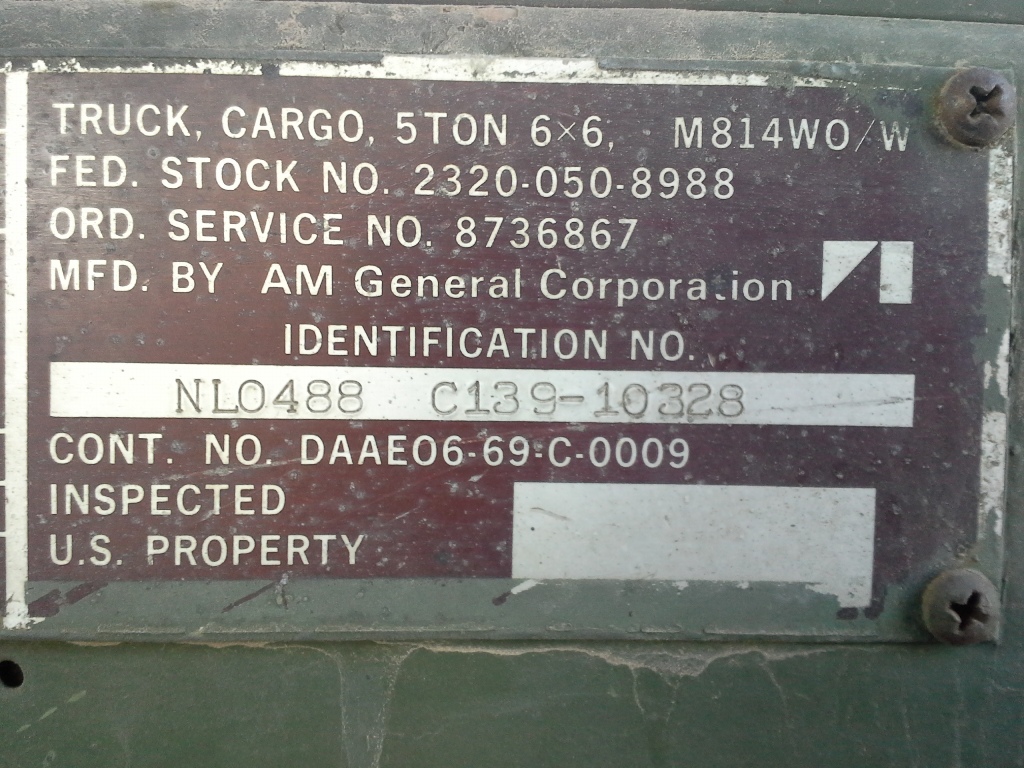 TRUCK, CARGO, 5TON 6×6, M814WO/W
FED. STOCK NO. 2320-050-8988
ORD. SERVICE NO. 8736867
MFD. BY AM General Corporation
IDENTIFICATION NO.
NL0488 C139-10328
CONT. NO. DAAE06-69-C-0009
INSPECTED
U.S. PROPERTY